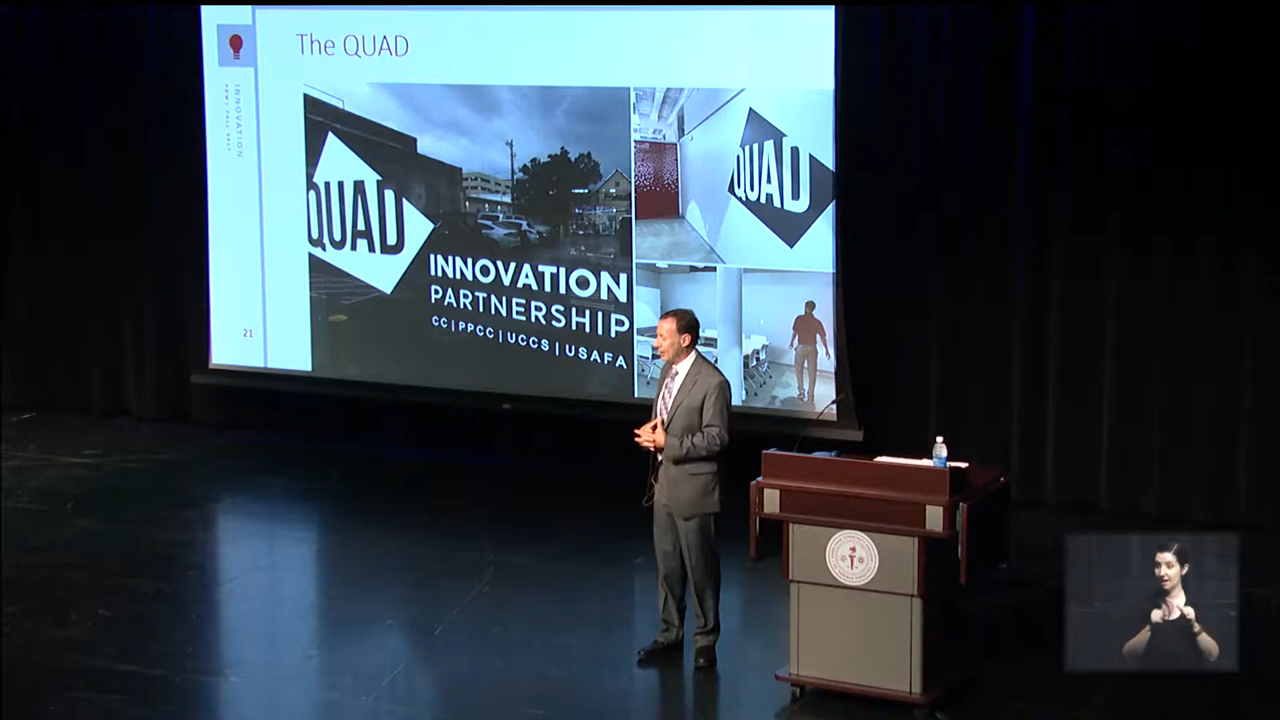 The QUAD
INNOVATION
QUAD
INNOVATION
PARTNERSHIP
CC|PPCC|UCCS|USAFA
QUAD
21